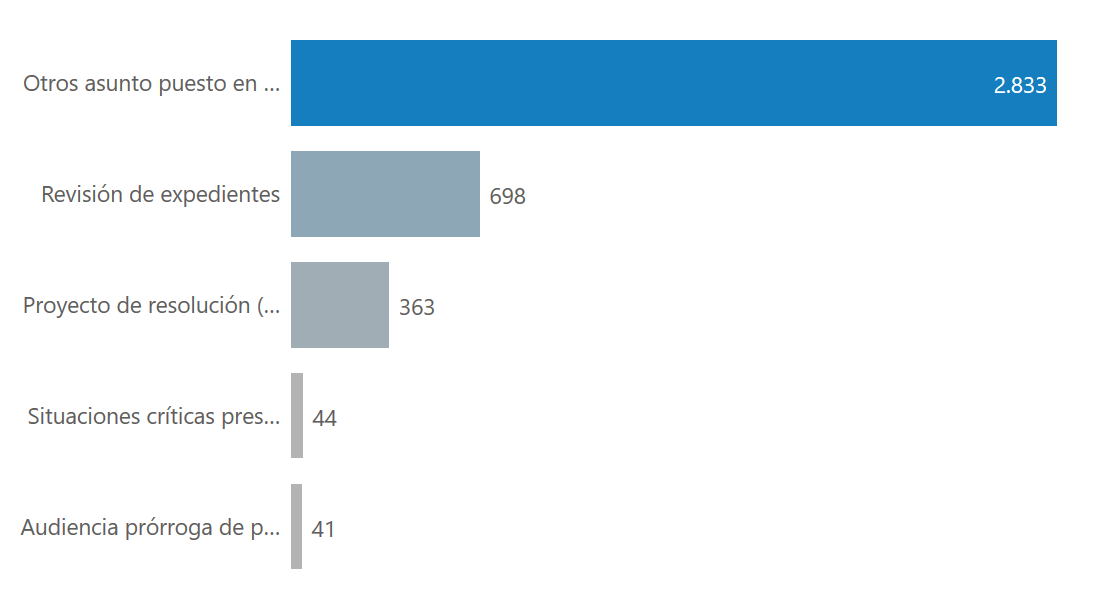 Otros asunto puesto en ...
2.833
Revisión de expedientes
698
Proyecto de resolución (...
363
Situaciones críticas pres...
44
Audiencia prórroga de p...
41